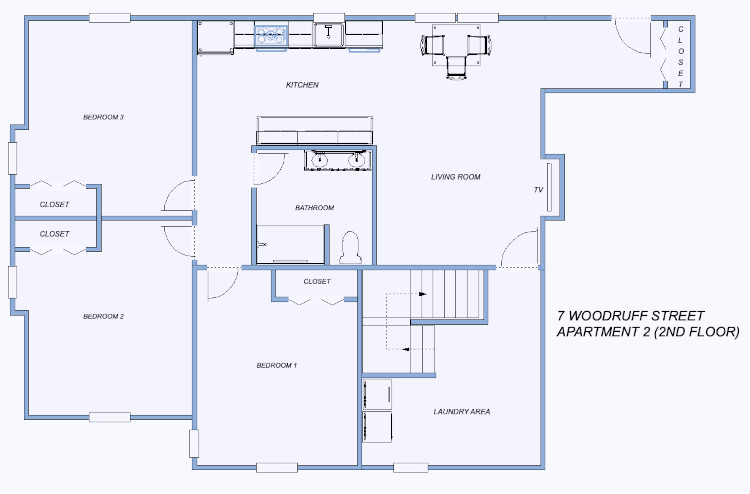 CLOSET
KITCHEN
BEDROOM 3
LIVING ROOM
TV
CLOSET
BATHROOM
CLOSET
CLOSET
BEDROOM 2
7 WOODRUFF STREET
APARTMENT 2 (2ND FLOOR)
BEDROOM 1
LAUNDRY AREA